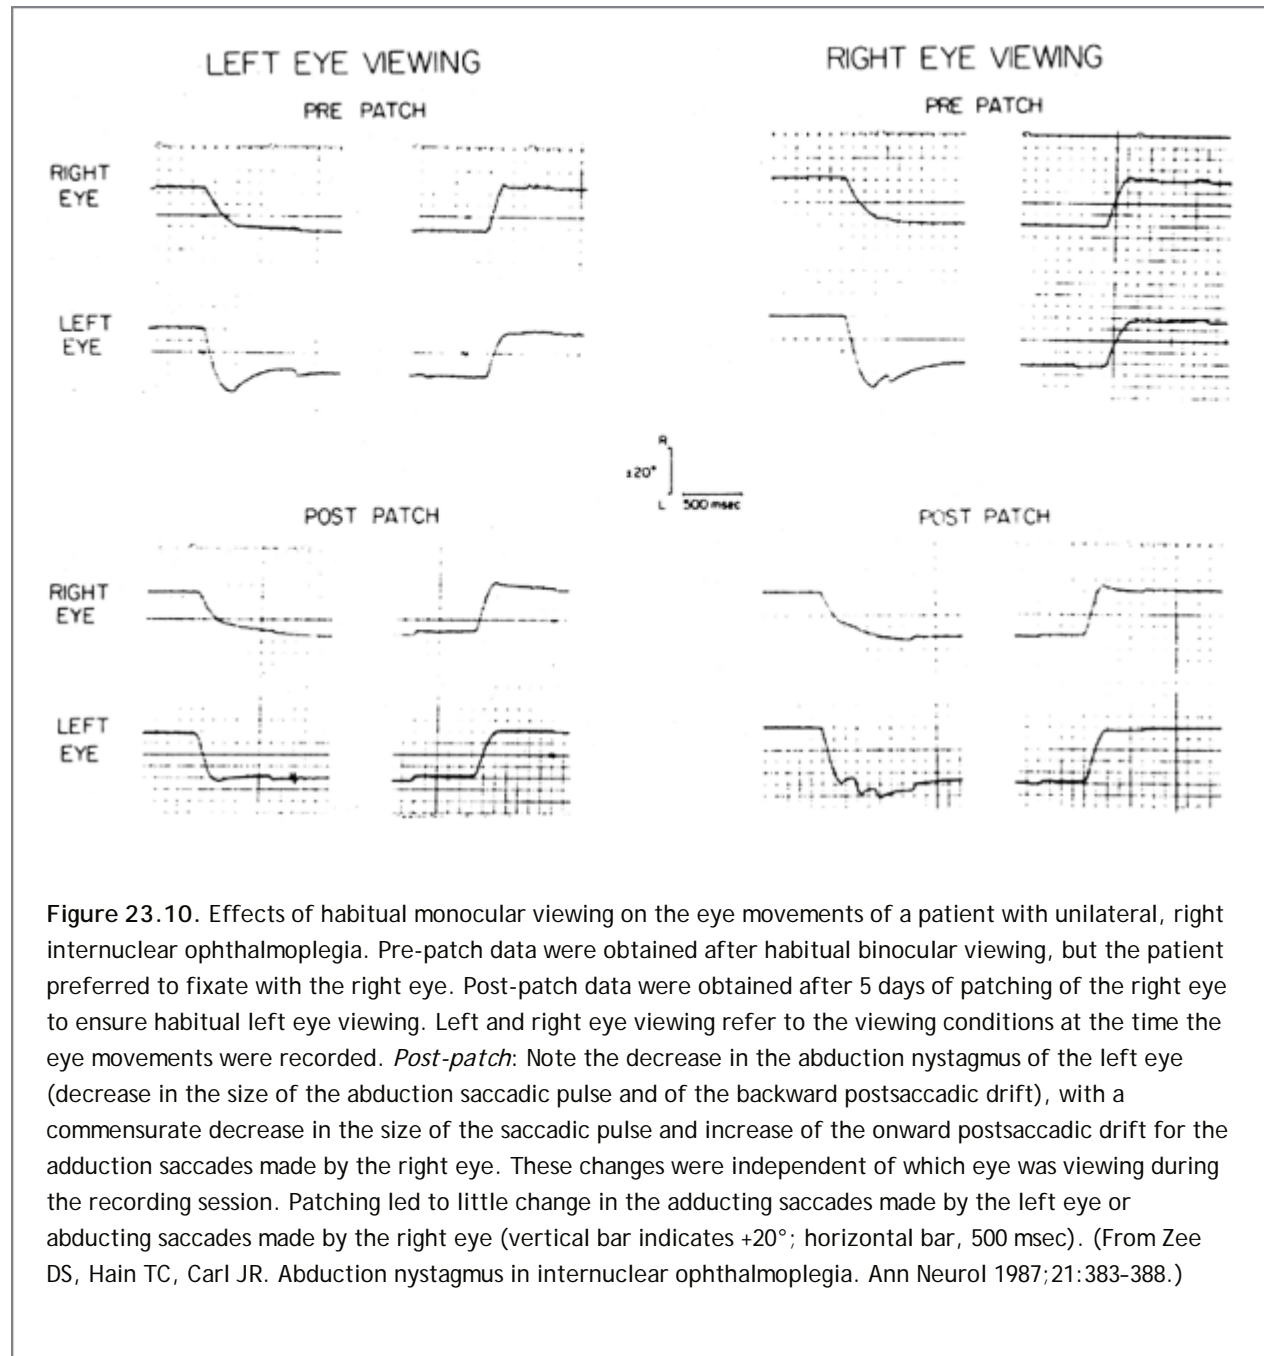 LEFT EYE VIEWING
PRE PATCH
RIGHT EYE VIEWING
PRE PATCH
RIGHT
EYE
LEFT
EYE
R
±20°
L 500 msec
POST PATCH
POST PATCH
RIGHT
EYE
LEFT
EYE
Figure 23.10. Effects of habitual monocular viewing on the eye movements of a patient with unilateral, right
internuclear ophthalmoplegia. Pre-patch data were obtained after habitual binocular viewing, but the patient
preferred to fixate with the right eye. Post-patch data were obtained after 5 days of patching of the right eye
to ensure habitual left eye viewing. Left and right eye viewing refer to the viewing conditions at the time the
eye movements were recorded. Post-patch: Note the decrease in the abduction nystagmus of the left eye
(decrease in the size of the abduction saccadic pulse and of the backward postsaccadic drift), with a
commensurate decrease in the size of the saccadic pulse and increase of the onward postsaccadic drift for the
adduction saccades made by the right eye. These changes were independent of which eye was viewing during
the recording session. Patching led to little change in the adducting saccades made by the left eye or
abducting saccades made by the right eye (vertical bar indicates +20°; horizontal bar, 500 msec). (From Zee
DS, Hain TC, Carl JR. Abduction nystagmus in internuclear ophthalmoplegia. Ann Neurol 1987;21:383–388.)